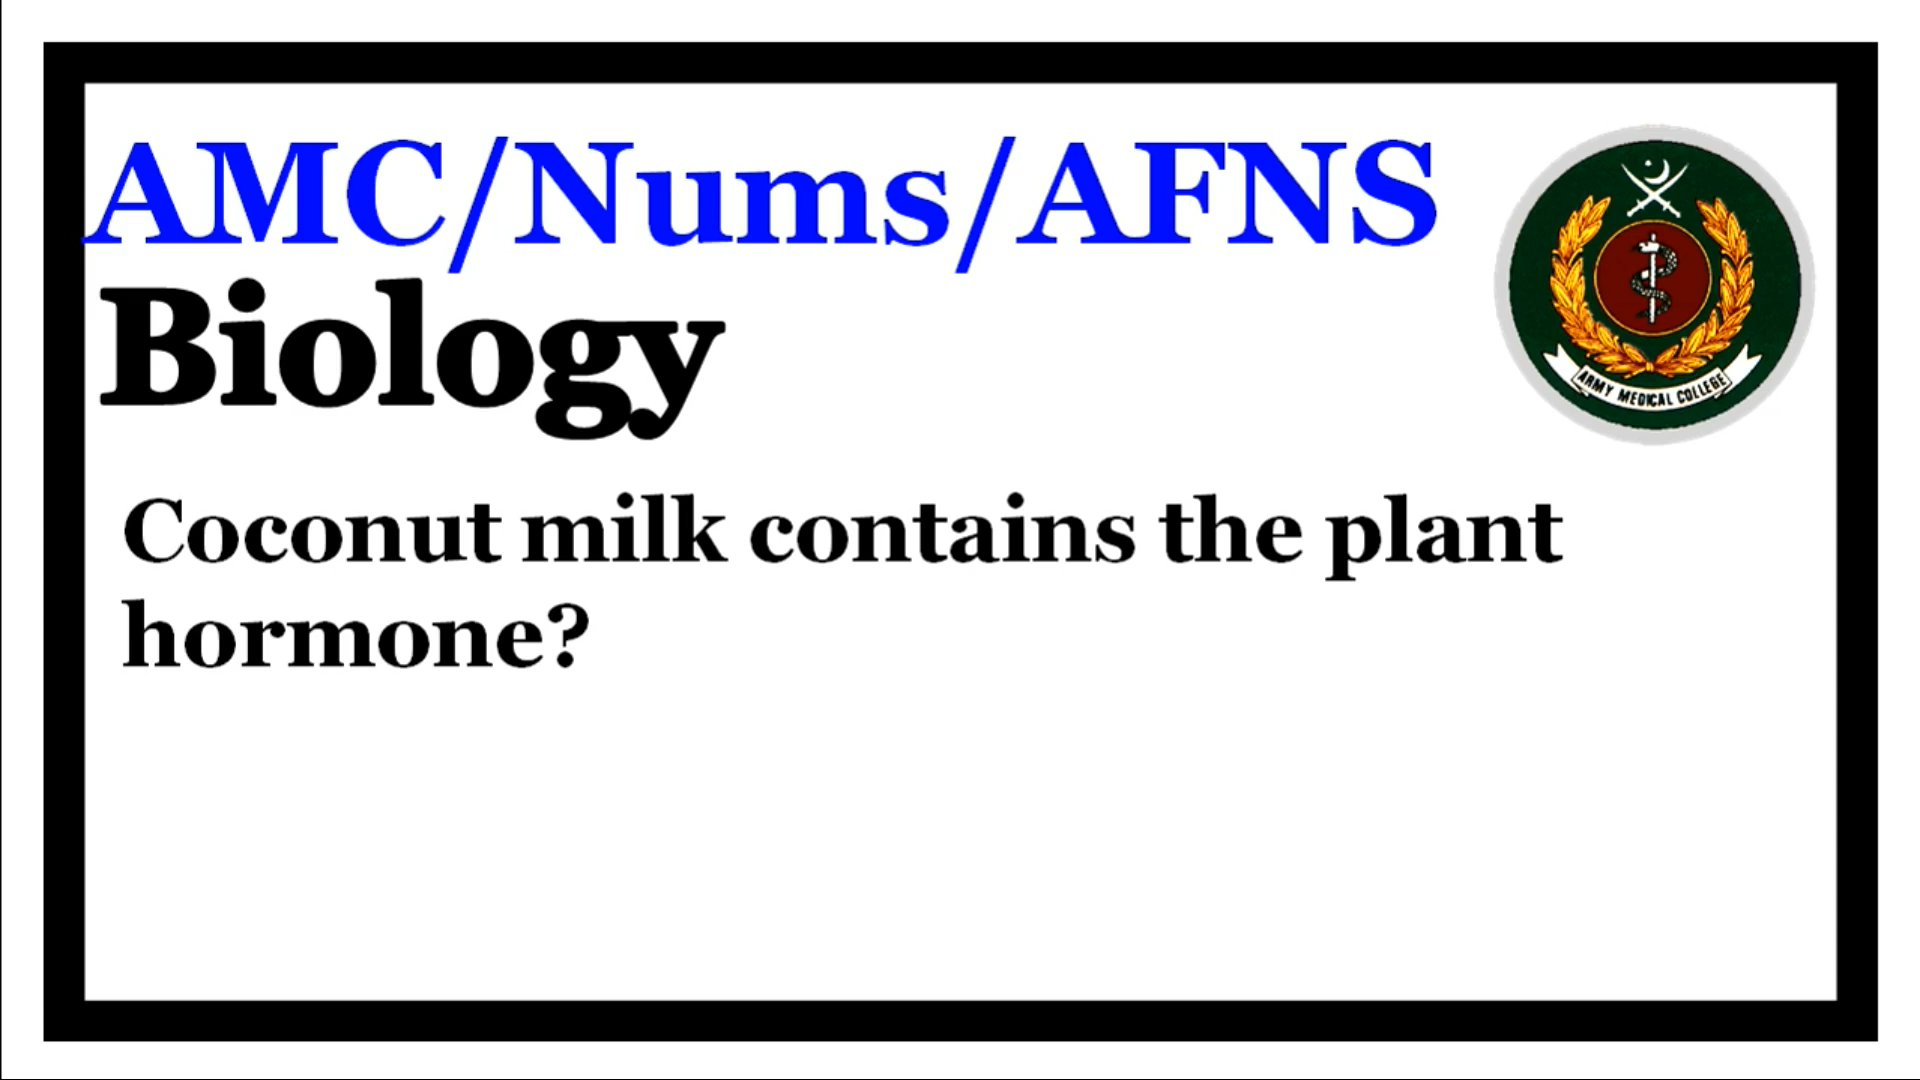 AMC/Nums/AFNS
Biology
ARMY MEDICAL COLLEGE
Coconut milk contains the plant
hormone?